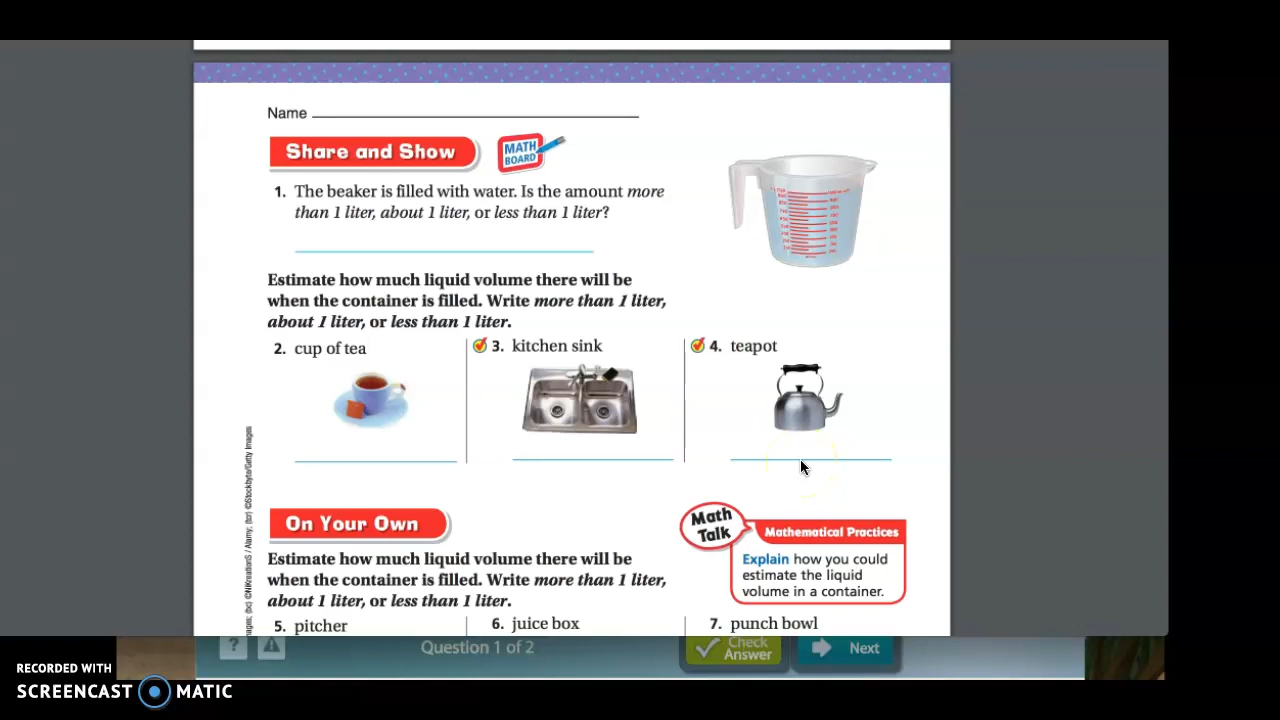 Name
Share and Show
MATH
BOARD
1. The beaker is filled with water. Is the amount more
than 1 liter, about 1 liter, or less than 1 liter?
Estimate how much liquid volume there will be
when the container is filled. Write more than 1 liter,
about 1 liter, or less than 1 liter.
2. cup of tea
3. kitchen sink
4. teapot
On Your Own
Math
Talk
Mathematical Practices
Explain how you could
estimate the liquid
volume in a container.
Estimate how much liquid volume there will be
when the container is filled. Write more than 1 liter,
about 1 liter, or less than 1 liter.
5. pitcher
6. juice box
7. punch bowl
?
Question 1 of 2
Check
Answer
Next
RECORDED WITH
SCREENCAST MATIC